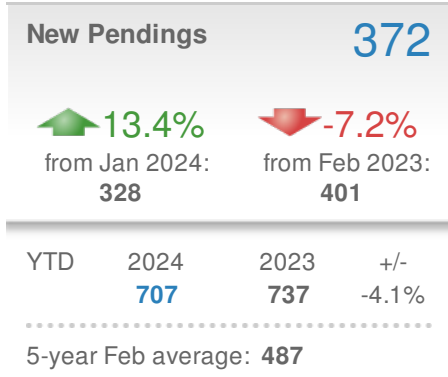 New Pendings 372
13.4% -7.2%
from Jan 2024: from Feb 2023:
328 401
YTD 2024 2023 +/-
707 737 -4.1%
5-year Feb average: 487